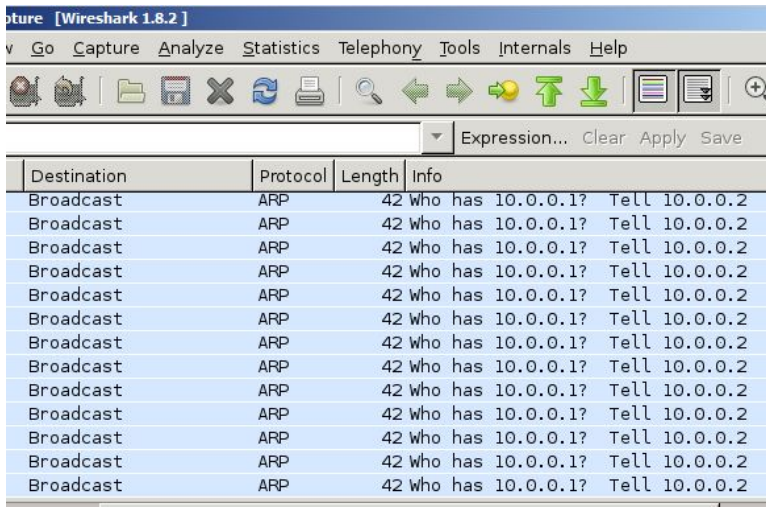 pture [Wireshark 1.8.2 ]
w Go Capture Analyze Statistics Telephony Tools Internals Help
Expression... Clear Apply Save
Destination Protocol Length Info
Broadcast ARP 42 Who has 10.0.0.1? Tell 10.0.0.2
Broadcast ARP 42 Who has 10.0.0.1? Tell 10.0.0.2
Broadcast ARP 42 Who has 10.0.0.1? Tell 10.0.0.2
Broadcast ARP 42 Who has 10.0.0.1? Tell 10.0.0.2
Broadcast ARP 42 Who has 10.0.0.1? Tell 10.0.0.2
Broadcast ARP 42 Who has 10.0.0.1? Tell 10.0.0.2
Broadcast ARP 42 Who has 10.0.0.1? Tell 10.0.0.2
Broadcast ARP 42 Who has 10.0.0.1? Tell 10.0.0.2
Broadcast ARP 42 Who has 10.0.0.1? Tell 10.0.0.2
Broadcast ARP 42 Who has 10.0.0.1? Tell 10.0.0.2
Broadcast ARP 42 Who has 10.0.0.1? Tell 10.0.0.2
Broadcast ARP 42 Who has 10.0.0.1? Tell 10.0.0.2
Broadcast ARP 42 Who has 10.0.0.1? Tell 10.0.0.2